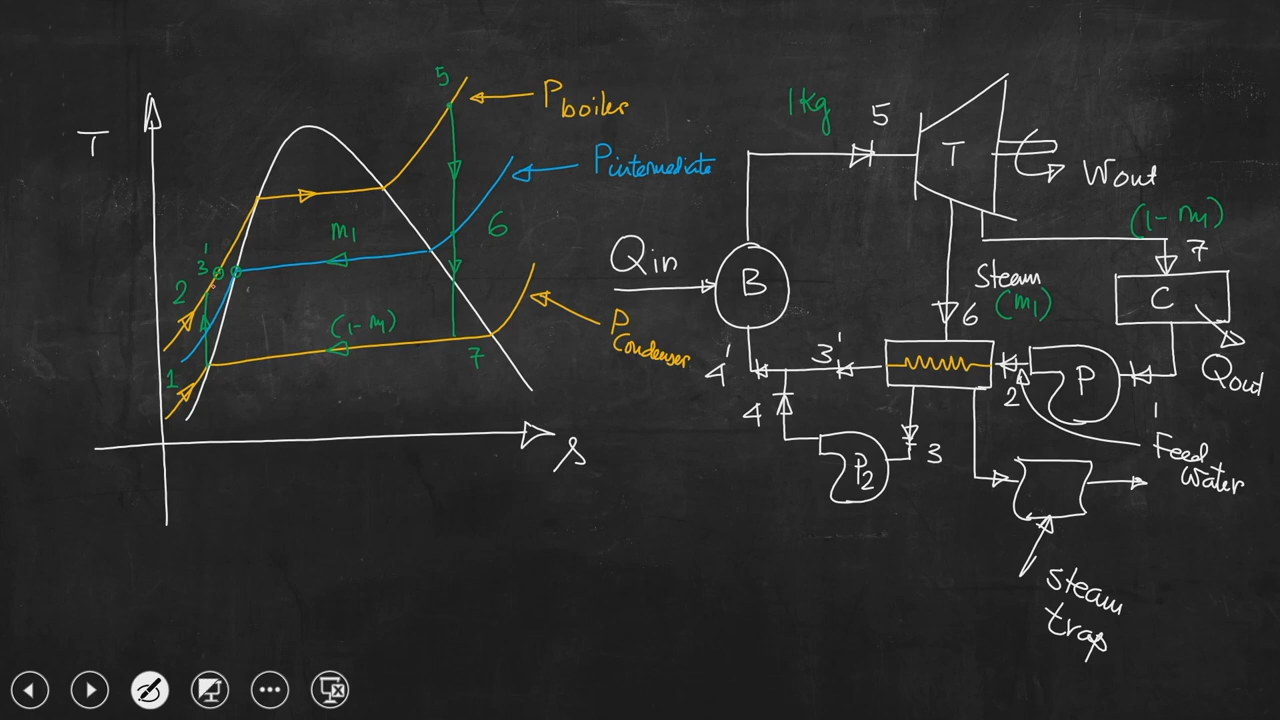 T
5
P boiler
P intermediate
6
m1
3'
2
(1-m1)
1
7
P Condenser
s
1kg
5
T
Wout
(1-m1)
7
Qin
B
Steam
(m1)
6
C
Qout
3'
4'
P
2
1
4
3
P2
Feed
water
steam
trap